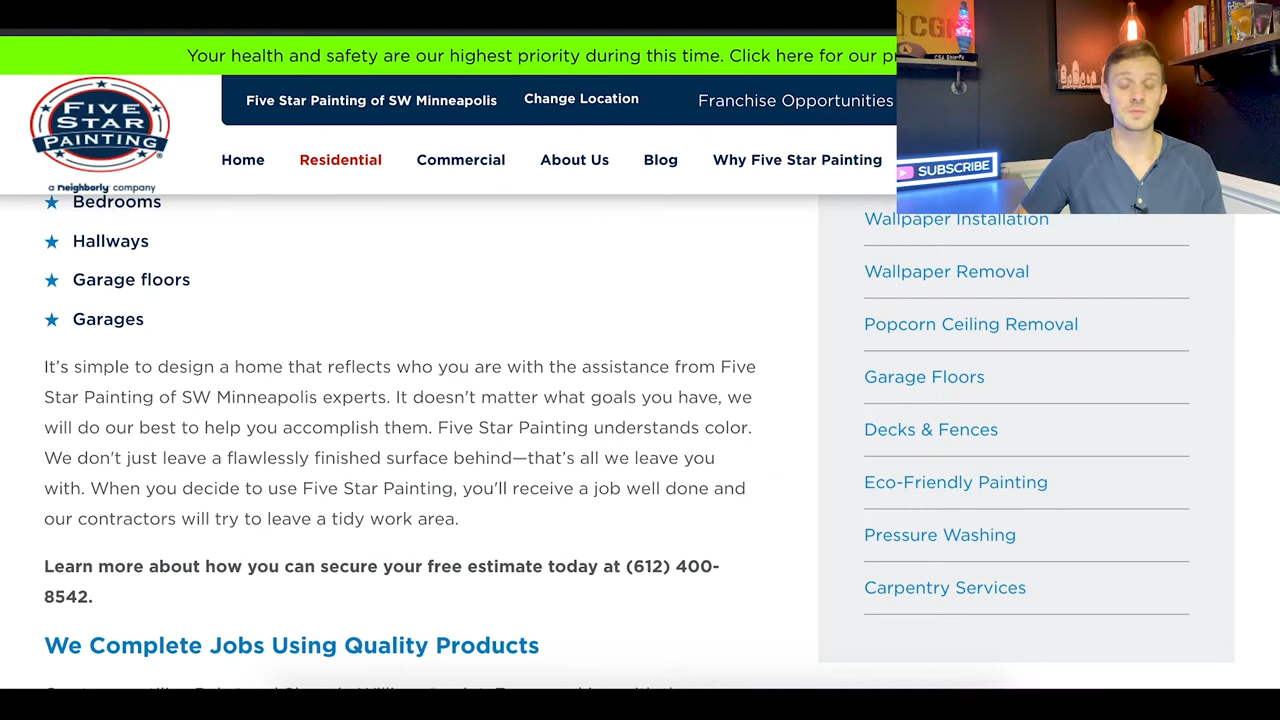 Your health and safety are our highest priority during this time. Click here for our
FIVE
STAR
PAINTING
a neighborly company
Five Star Painting of SW Minneapolis
Change Location
Franchise Opportunities
Home
Residential
Commercial
About Us
Blog
Why Five Star Painting
SUBSCRIBE
Bedrooms
Hallways
Garage floors
Garages
It's simple to design a home that reflects who you are with the assistance from Five
Star Painting of SW Minneapolis experts. It doesn't matter what goals you have, we
will do our best to help you accomplish them. Five Star Painting understands color.
We don't just leave a flawlessly finished surface behind—that's all we leave you
with. When you decide to use Five Star Painting, you'll receive a job well done and
our contractors will try to leave a tidy work area.
Learn more about how you can secure your free estimate today at (612) 400-
8542.
We Complete Jobs Using Quality Products
Wallpaper Installation
Wallpaper Removal
Popcorn Ceiling Removal
Garage Floors
Decks & Fences
Eco-Friendly Painting
Pressure Washing
Carpentry Services